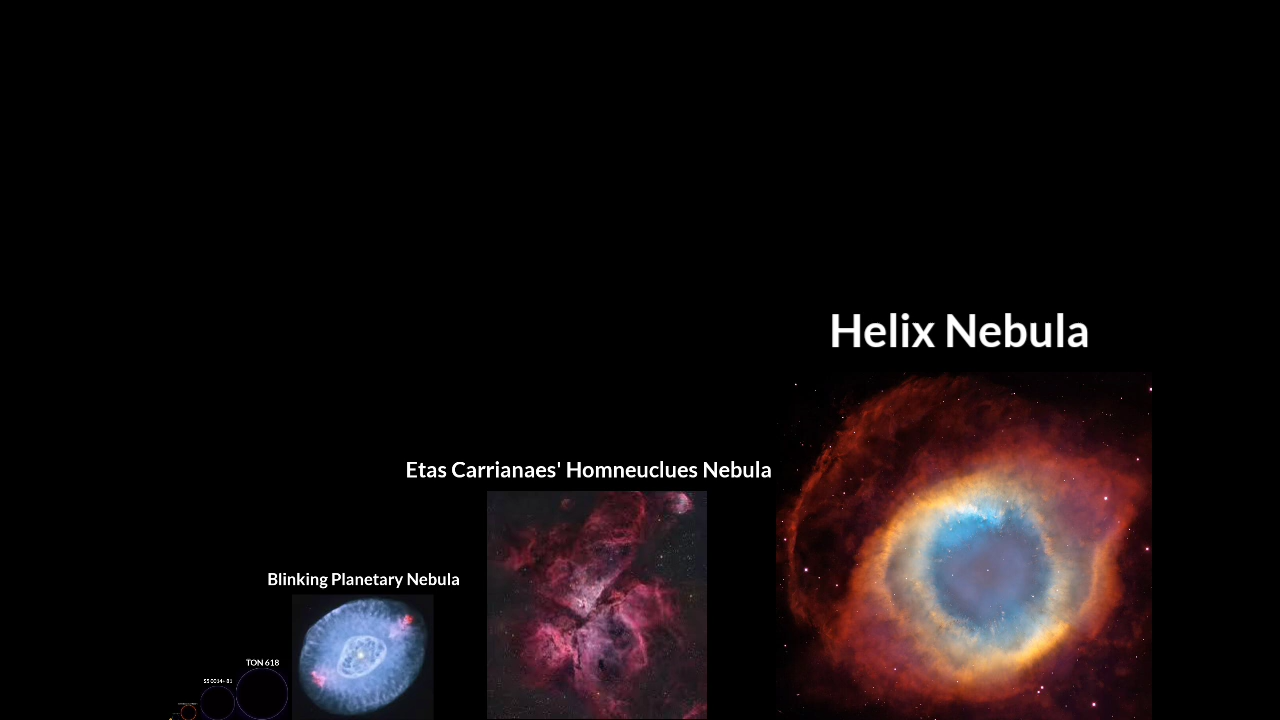 Helix Nebula
Etas Carrianaes' Homneuclues Nebula
Blinking Planetary Nebula
TON 618